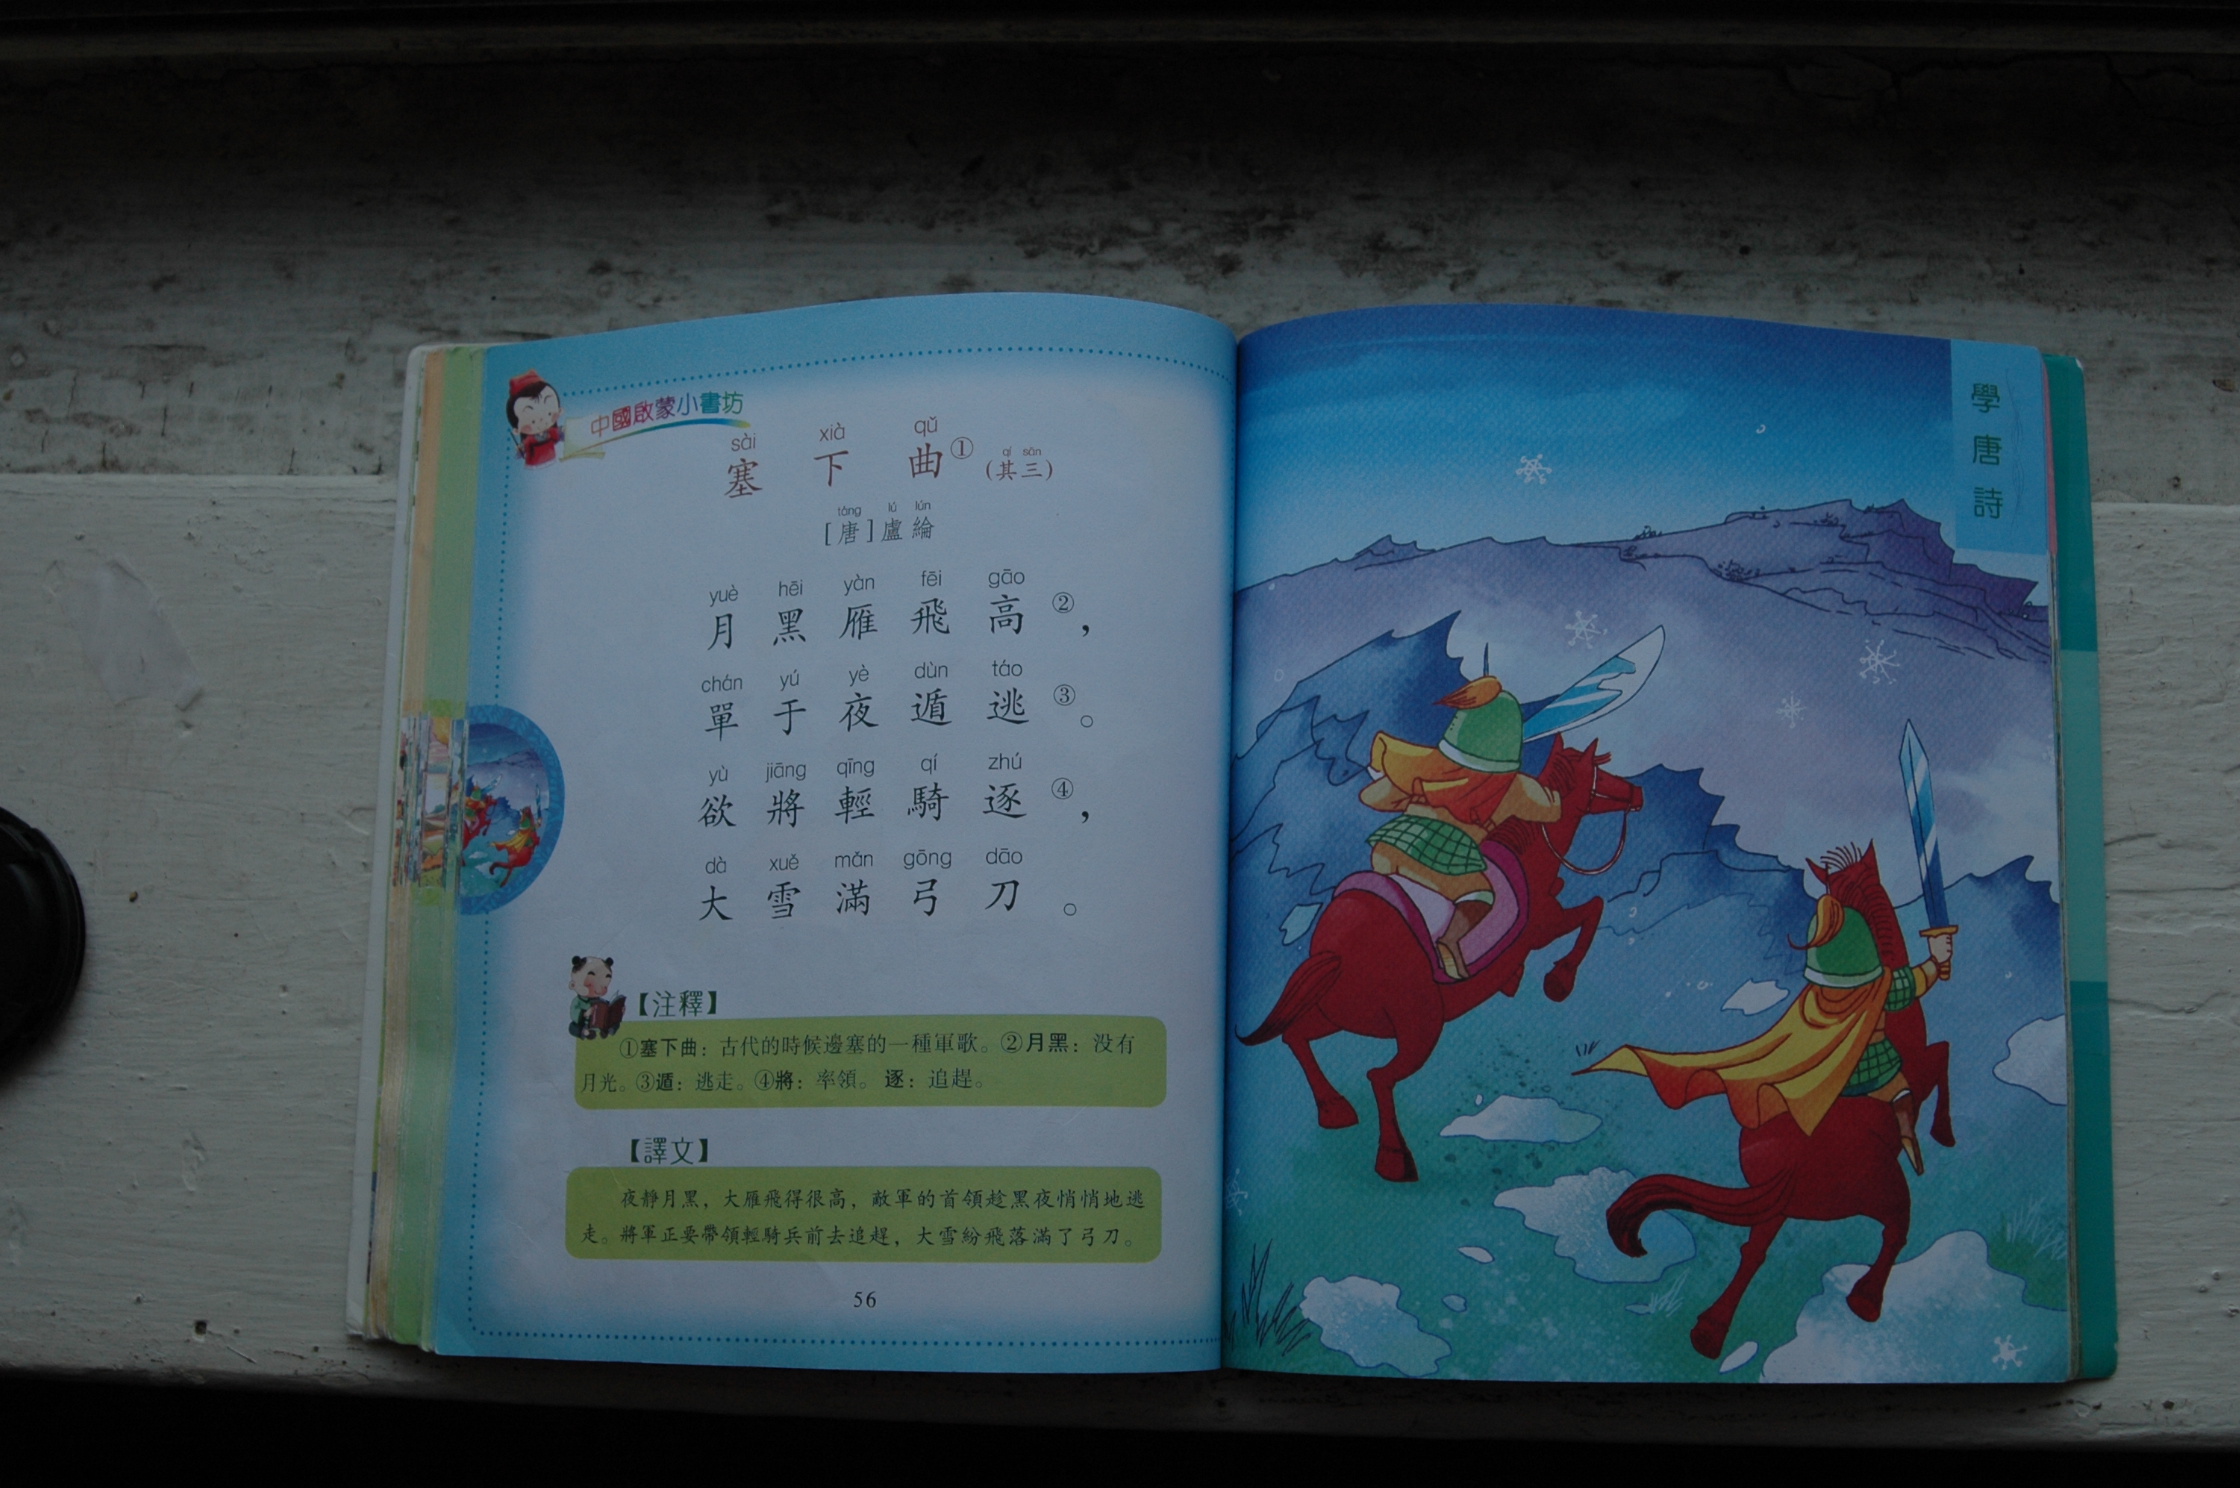 中國啟蒙小書坊
sài xià qǔ
塞下曲① qí sān
(其三)
táng lú lún
[唐]盧綸
yuè hēi yàn fēi gāo
月黑雁飛高②，
chán yú yè dùn táo
單于夜遁逃③。
yù jiāng qīng qí zhú
欲將輕騎逐④，
dà xuě mǎn gōng dāo
大雪滿弓刀。
【注釋】
①塞下曲：古代的時候邊塞的一種軍歌。②月黑：没有
月光。③遁：逃走。④將：率領。逐：追趕。
【譯文】
夜靜月黑，大雁飛得很高，敵軍的首領趁黑夜悄悄地逃
走。將軍正要帶領輕騎兵前去追趕，大雪紛飛落滿了弓刀。
56
學唐詩